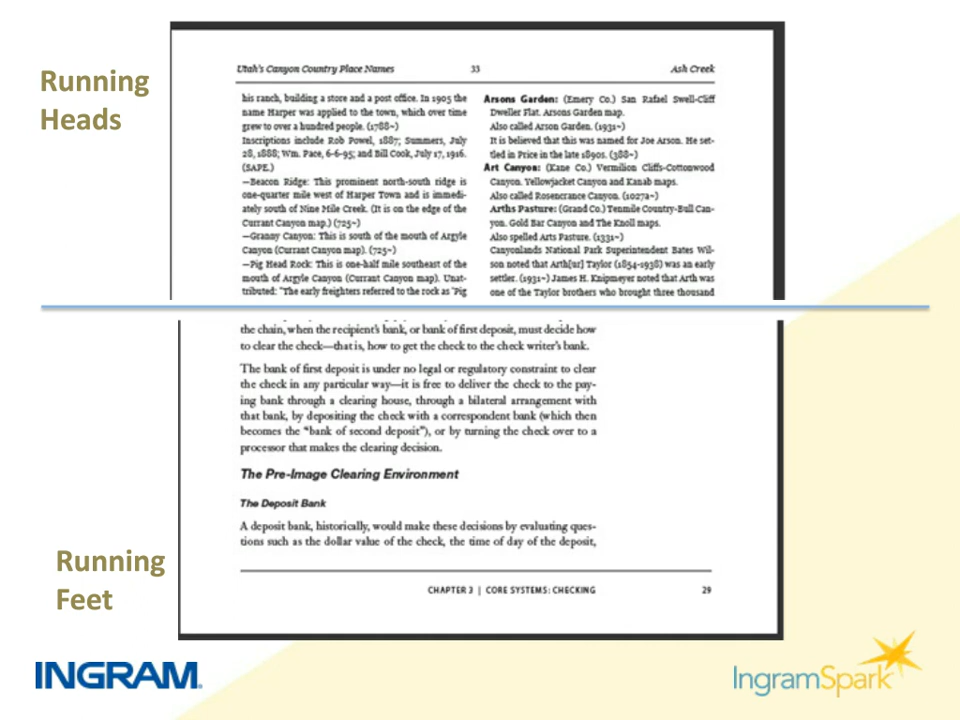 Running
Heads
Utah's Canyon Country Place Names 33 Ash Creek
his ranch, building a store and a post office. In 1905 the
name Harper was applied to the town, which over time
grew to over a hundred people. (1788~)
Inscriptions include Rob Powel, 1887; Summers, July
28, 1888; Wm. Pace, 6-6-95; and Bill Cook, July 17, 1916.
(SAPE.)
—Beacon Ridge: This prominent north-south ridge is
one-quarter mile west of Harper Town and is immedi-
ately south of Nine Mile Creek. (It is on the edge of the
Currant Canyon map.) (725~)
—Granny Canyon: This is south of the mouth of Argyle
Canyon (Currant Canyon map). (725~)
—Pig Head Rock: This is one-half mile southeast of the
mouth of Argyle Canyon (Currant Canyon map). Unat-
tributed: "The early freighters referred to the rock as 'Pig
Arsons Garden: (Emery Co.) San Rafael Swell-Cliff
Dweller Flat. Arsons Garden map.
Also called Arson Garden. (1931~)
It is believed that this was named for Joe Arson. He set-
tled in Price in the late 1890s. (388~)
Art Canyon: (Kane Co.) Vermilion Cliffs-Cottonwood
Canyon. Yellowjacket Canyon and Kanab maps.
Also called Rosencrance Canyon. (1027a~)
Arths Pasture: (Grand Co.) Tenmile Country-Bull Can-
yon. Gold Bar Canyon and The Knoll maps.
Also spelled Arts Pasture. (1331~)
Canyonlands National Park Superintendent Bates Wil-
son noted that Arth[ur] Taylor (1854-1938) was an early
settler. (1931~) James H. Knipmeyer noted that Arth was
one of the Taylor brothers who brought three thousand
the chain, when the recipient's bank, or bank of first deposit, must decide how
to clear the check—that is, how to get the check to the check writer's bank.
The bank of first deposit is under no legal or regulatory constraint to clear
the check in any particular way—it is free to deliver the check to the pay-
ing bank through a clearing house, through a bilateral arrangement with
that bank, by depositing the check with a correspondent bank (which then
becomes the "bank of second deposit"), or by turning the check over to a
processor that makes the clearing decision.
The Pre-Image Clearing Environment
The Deposit Bank
A deposit bank, historically, would make these decisions by evaluating ques-
tions such as the dollar value of the check, the time of day of the deposit,
Running
Feet
CHAPTER 3 | CORE SYSTEMS: CHECKING 29
INGRAM
IngramSpark